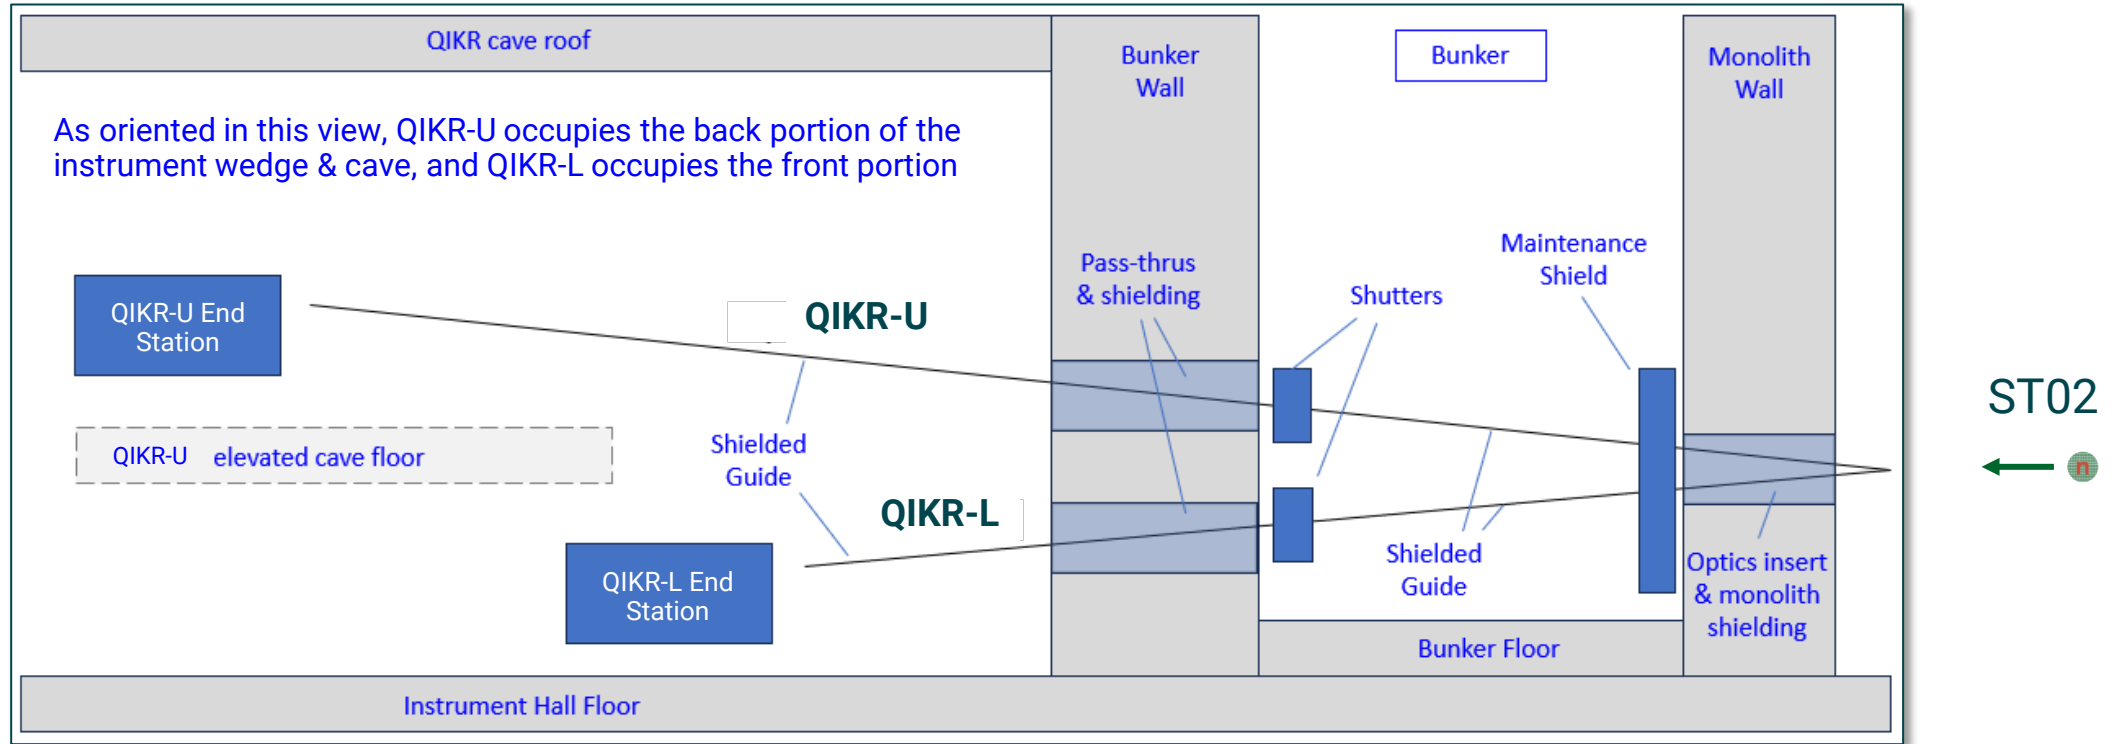 QIKR cave roof
Bunker
Wall
Bunker
Monolith
Wall
As oriented in this view, QIKR-U occupies the back portion of the
instrument wedge & cave, and QIKR-L occupies the front portion
Maintenance
Shield
Pass-thrus
& shielding
Shutters
QIKR-U End
Station
QIKR-U
ST02
n
QIKR-U elevated cave floor
Shielded
Guide
QIKR-L
Shielded
Guide
QIKR-L End
Station
Optics insert
& monolith
shielding
Bunker Floor
Instrument Hall Floor